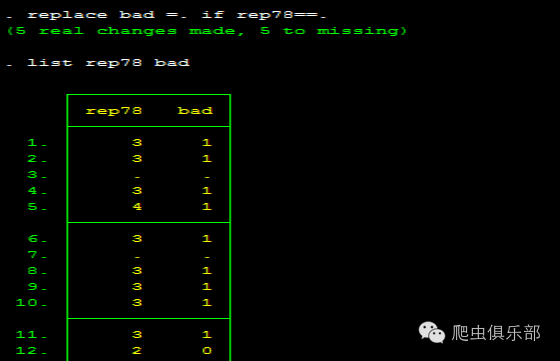 . replace bad =. if rep78==.
(5 real changes made, 5 to missing)
. list rep78 bad
rep78 bad
1. 3 1
2. 3 1
3. . .
4. 3 1
5. 4 1
6. 3 1
7. . .
8. 3 1
9. 3 1
10. 3 1
11. 3 1
12. 2 0
爬虫俱乐部